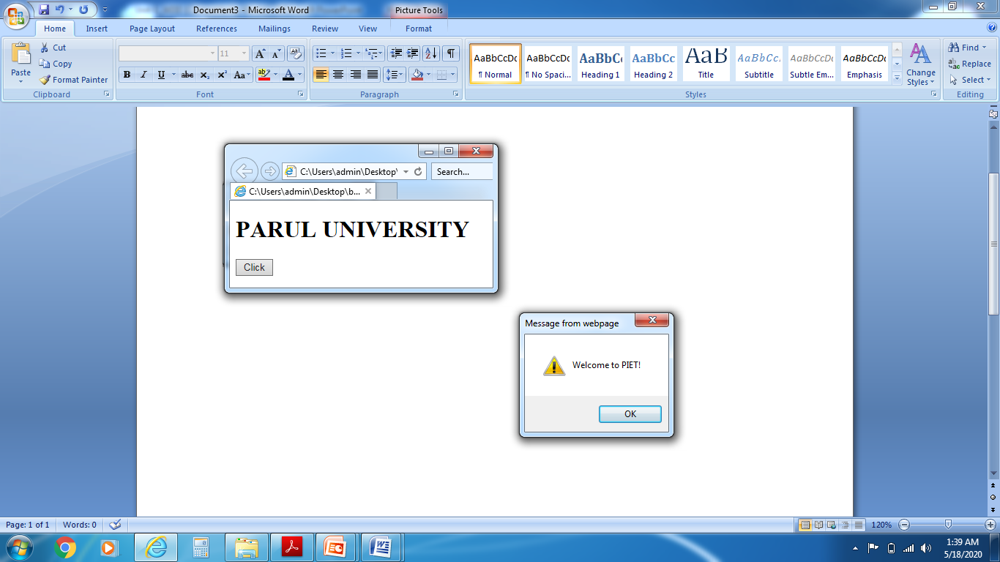 Document3 - Microsoft Word
Picture Tools
Home Insert Page Layout References Mailings Review View Format
Paste
Cut
Copy
Format Painter
Clipboard
11
B I U abc X₂ X² Aa
Font
Paragraph
AaBbCcDc AaBbCcDc AaBbC AaBbCc AaB AaBbCc. AaBbCcDc AaBbCcDc
¶ Normal ¶ No Spaci... Heading 1 Heading 2 Title Subtitle Subtle Em... Emphasis
Change Styles
Styles
Find
Replace
Select
Editing
C:\Users\admin\Desktop\
Search...
C:\Users\admin\Desktop\b...
PARUL UNIVERSITY
Click
Message from webpage
Welcome to PIET!
OK
Page: 1 of 1 Words: 0
120%
1:39 AM
5/18/2020